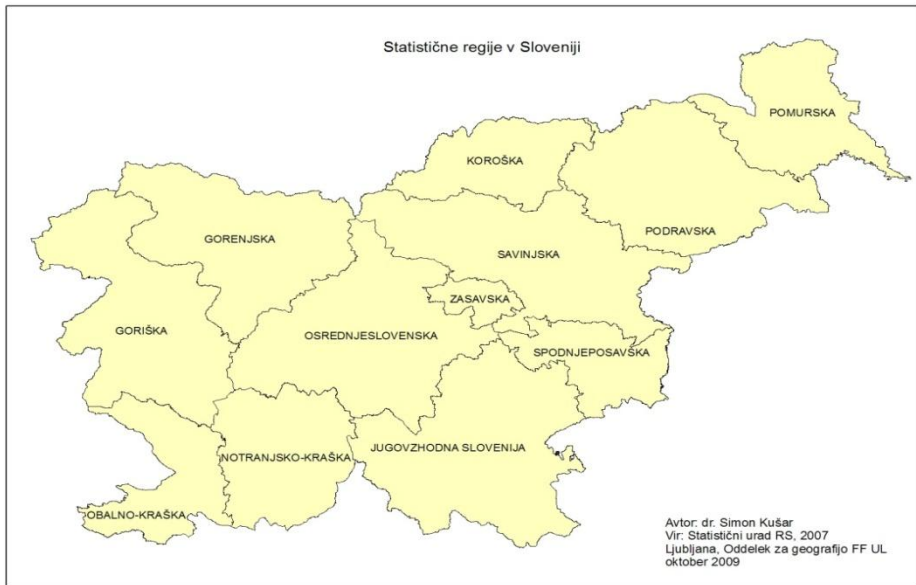 Statistične regije v Sloveniji
POMURSKA
KOROŠKA
PODRAVSKA
GORENJSKA
SAVINJSKA
ZASAVSKA
GORIŠKA
OSREDNJESLOVENSKA
SPODNJEPOSAVSKA
JUGOVZHODNA SLOVENIJA
NOTRANJSKO-KRAŠKA
OBALNO-KRAŠKA
Avtor: dr. Simon Kušar
Vir: Statistični urad RS, 2007
Ljubljana, Oddelek za geografijo FF UL
oktober 2009